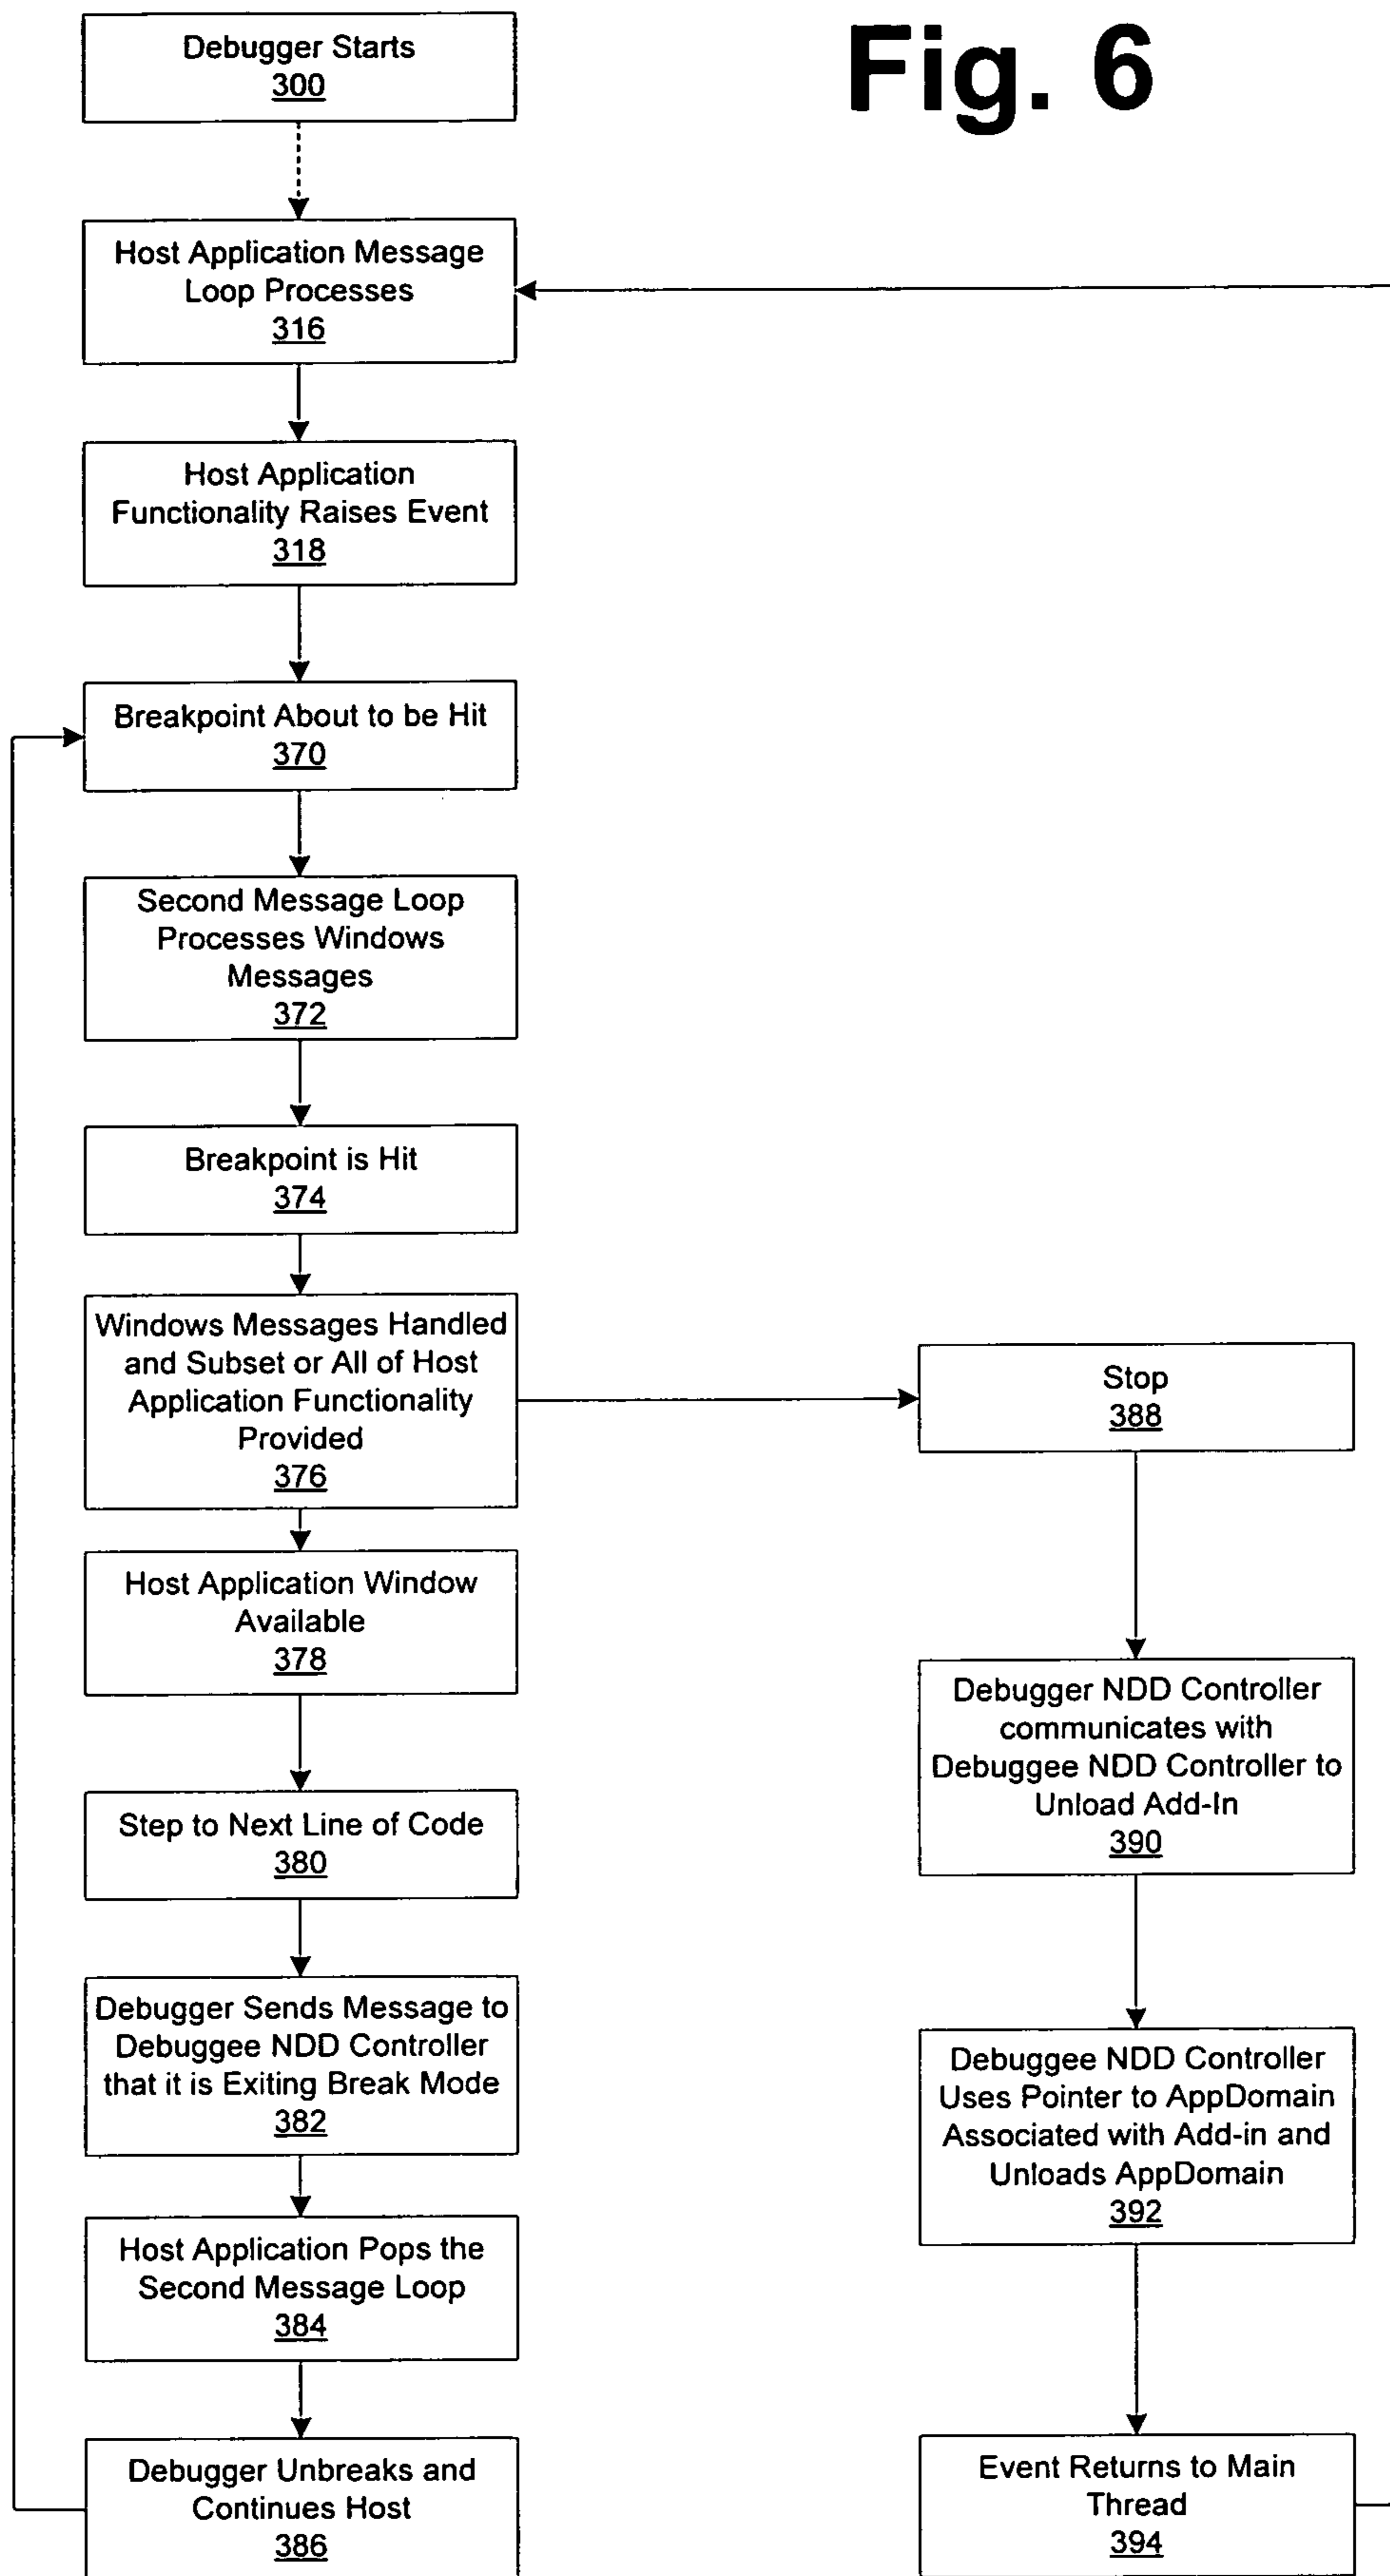 Fig. 6
Debugger Starts
300
Host Application Message
Loop Processes
316
Host Application
Functionality Raises Event
318
Breakpoint About to be Hit
370
Second Message Loop
Processes Windows
Messages
372
Breakpoint is Hit
374
Windows Messages Handled
and Subset or All of Host
Application Functionality
Provided
376
Host Application Window
Available
378
Step to Next Line of Code
380
Debugger Sends Message to
Debuggee NDD Controller
that it is Exiting Break Mode
382
Host Application Pops the
Second Message Loop
384
Debugger Unbreaks and
Continues Host
386
Stop
388
Debugger NDD Controller
communicates with
Debuggee NDD Controller to
Unload Add-In
390
Debuggee NDD Controller
Uses Pointer to AppDomain
Associated with Add-in and
Unloads AppDomain
392
Event Returns to Main
Thread
394